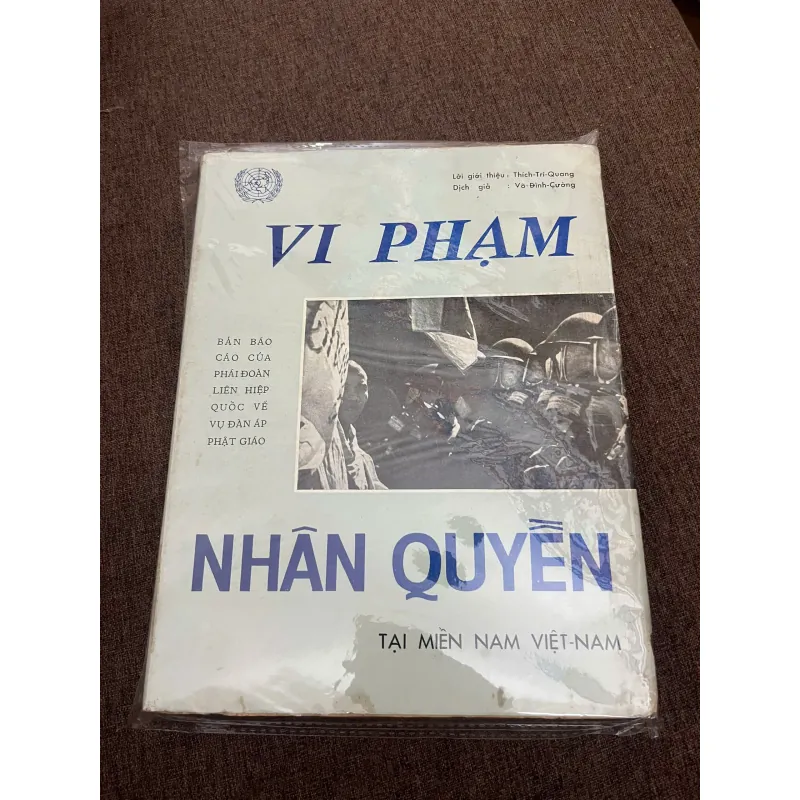 Lời giới thiệu : Thích-Trí-Quang
Dịch giả : Võ-Đình-Cường
VI PHẠM
BẢN BÁO
CÁO CỦA
PHÁI ĐOÀN
LIÊN HIỆP
QUỐC VỀ
VỤ ĐÀN ÁP
PHẬT GIÁO
NHÂN QUYỀN
TẠI MIỀN NAM VIỆT-NAM